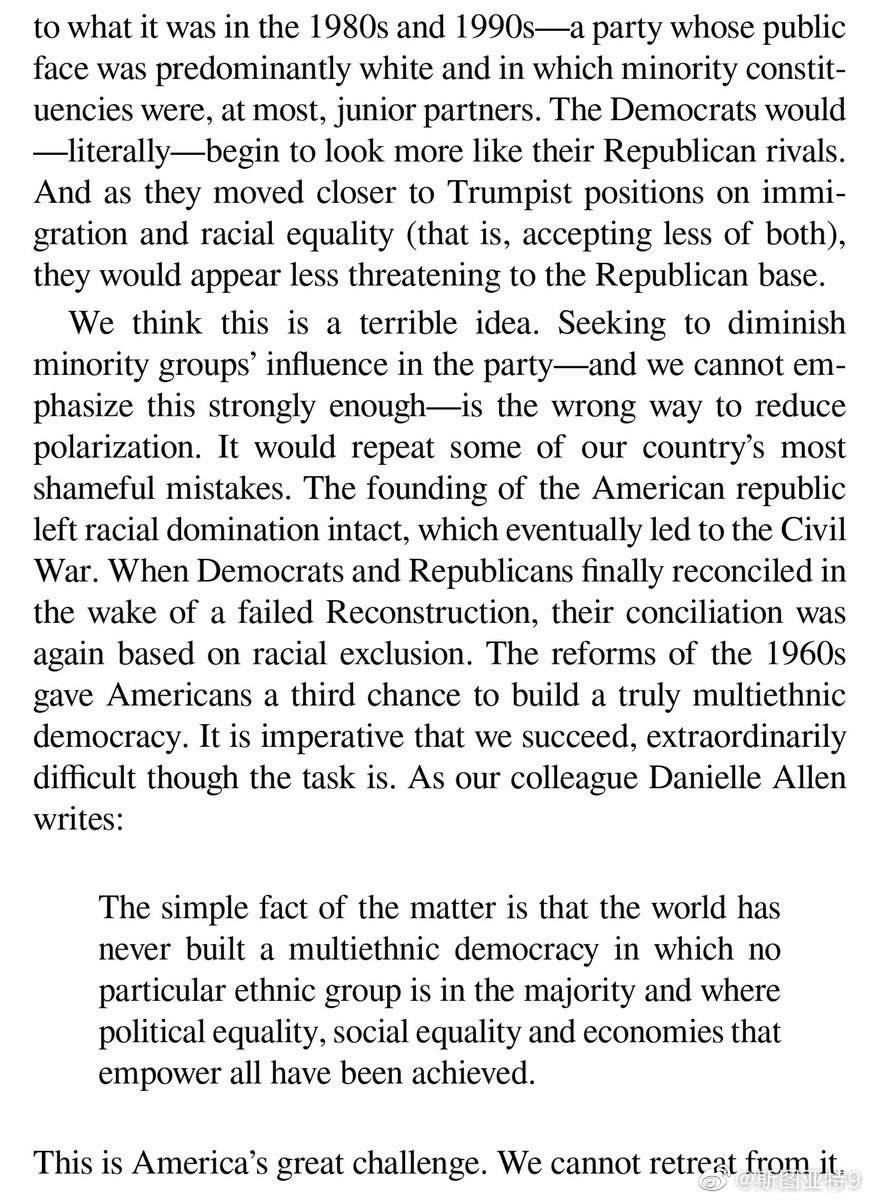 to what it was in the 1980s and 1990s—a party whose public
face was predominantly white and in which minority constit-
uencies were, at most, junior partners. The Democrats would
—literally—begin to look more like their Republican rivals.
And as they moved closer to Trumpist positions on immi-
gration and racial equality (that is, accepting less of both),
they would appear less threatening to the Republican base.
We think this is a terrible idea. Seeking to diminish
minority groups’ influence in the party—and we cannot em-
phasize this strongly enough—is the wrong way to reduce
polarization. It would repeat some of our country’s most
shameful mistakes. The founding of the American republic
left racial domination intact, which eventually led to the Civil
War. When Democrats and Republicans finally reconciled in
the wake of a failed Reconstruction, their conciliation was
again based on racial exclusion. The reforms of the 1960s
gave Americans a third chance to build a truly multiethnic
democracy. It is imperative that we succeed, extraordinarily
difficult though the task is. As our colleague Danielle Allen
writes:
The simple fact of the matter is that the world has
never built a multiethnic democracy in which no
particular ethnic group is in the majority and where
political equality, social equality and economies that
empower all have been achieved.
This is America’s great challenge. We cannot retreat from it.
@斯图亚特9